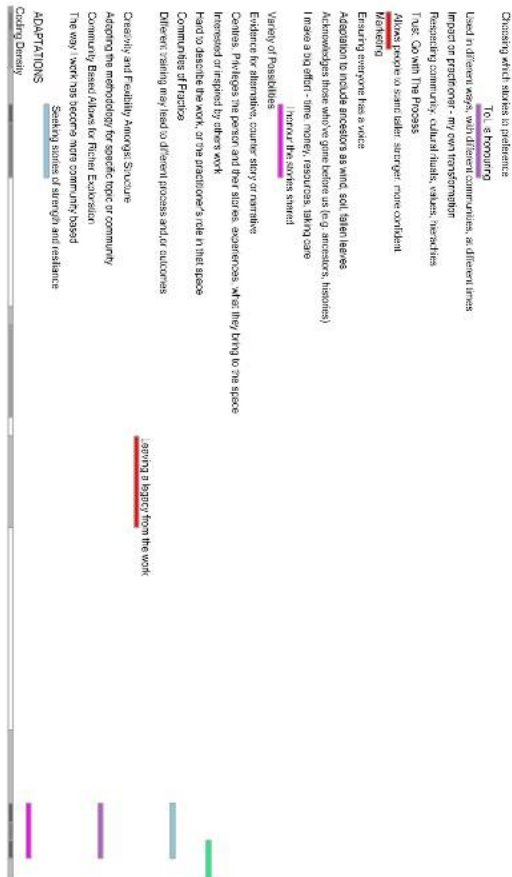 Choosing which stories to preference
ToL is honouring
Used in different ways, with different communities, at different times
Impact on practitioner - my own transformation
Respecting community, cultural rituals, values, hierachies
Trust, Go with The Process
Allows people to stand taller, stronger, more confident
Marketing
Ensuring everyone has a voice
Adaptation to include ancestors as wind, soil, fallen leaves
Acknowledges those who've gone before us (e.g. ancestors, histories)
I make a big effort - time, money, resources, taking care
Honour the stories shared
Variety of Possibilities
Evidence for alternative, counter story or narrative
Centres, Privileges the person and their stories, experiences, what they bring to the space
Interested or inspired by others work
Hard to describe the work, or the practitioner's role in that space
Communities of Practice
Different training may lead to different process and,or outcomes
Leaving a legacy from the work
Creativity and Flexibility Amongst Structure
Adapting the methodology for specific topic or community
Community Based Allows for Richer Exploration
The way I work has become more community based
Seeking stories of strength and resiliance
ADAPTATIONS
Coding Density